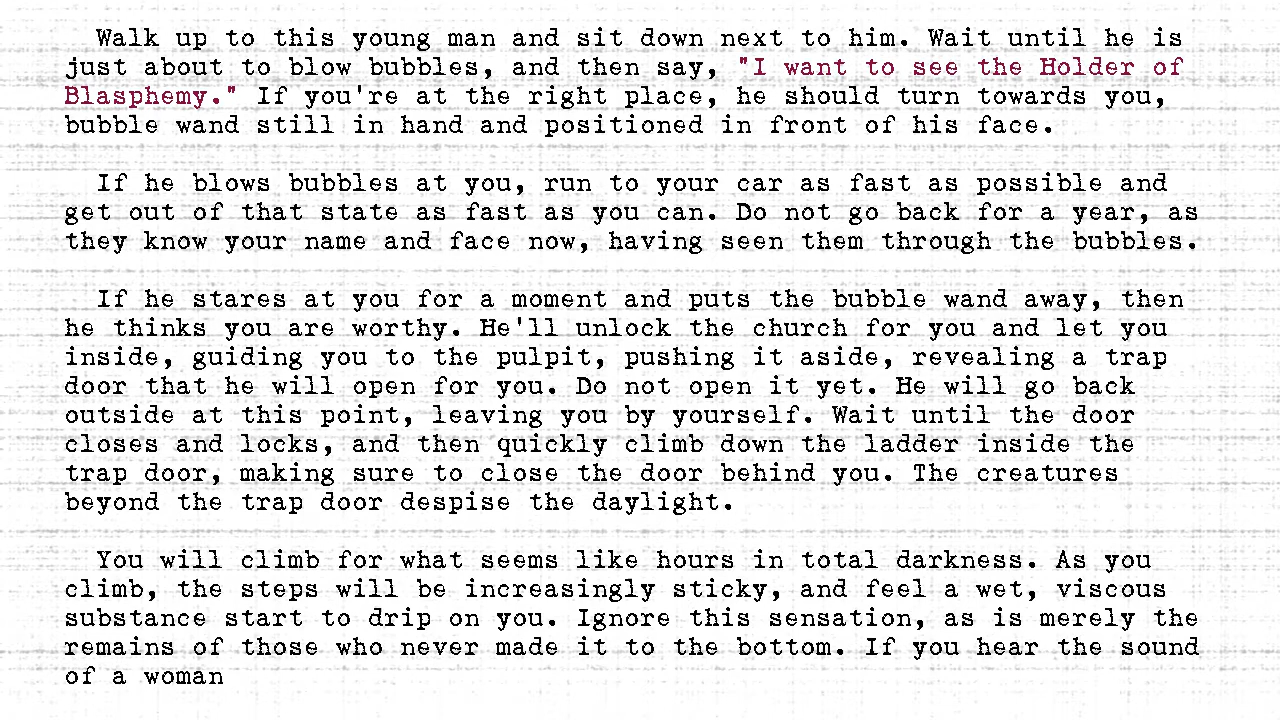 Walk up to this young man and sit down next to him. Wait until he is
just about to blow bubbles, and then say, "I want to see the Holder of
Blasphemy." If you're at the right place, he should turn towards you,
bubble wand still in hand and positioned in front of his face.
If he blows bubbles at you, run to your car as fast as possible and
get out of that state as fast as you can. Do not go back for a year, as
they know your name and face now, having seen them through the bubbles.
If he stares at you for a moment and puts the bubble wand away, then
he thinks you are worthy. He'll unlock the church for you and let you
inside, guiding you to the pulpit, pushing it aside, revealing a trap
door that he will open for you. Do not open it yet. He will go back
outside at this point, leaving you by yourself. Wait until the door
closes and locks, and then quickly climb down the ladder inside the
trap door, making sure to close the door behind you. The creatures
beyond the trap door despise the daylight.
You will climb for what seems like hours in total darkness. As you
climb, the steps will be increasingly sticky, and feel a wet, viscous
substance start to drip on you. Ignore this sensation, as is merely the
remains of those who never made it to the bottom. If you hear the sound
of a woman